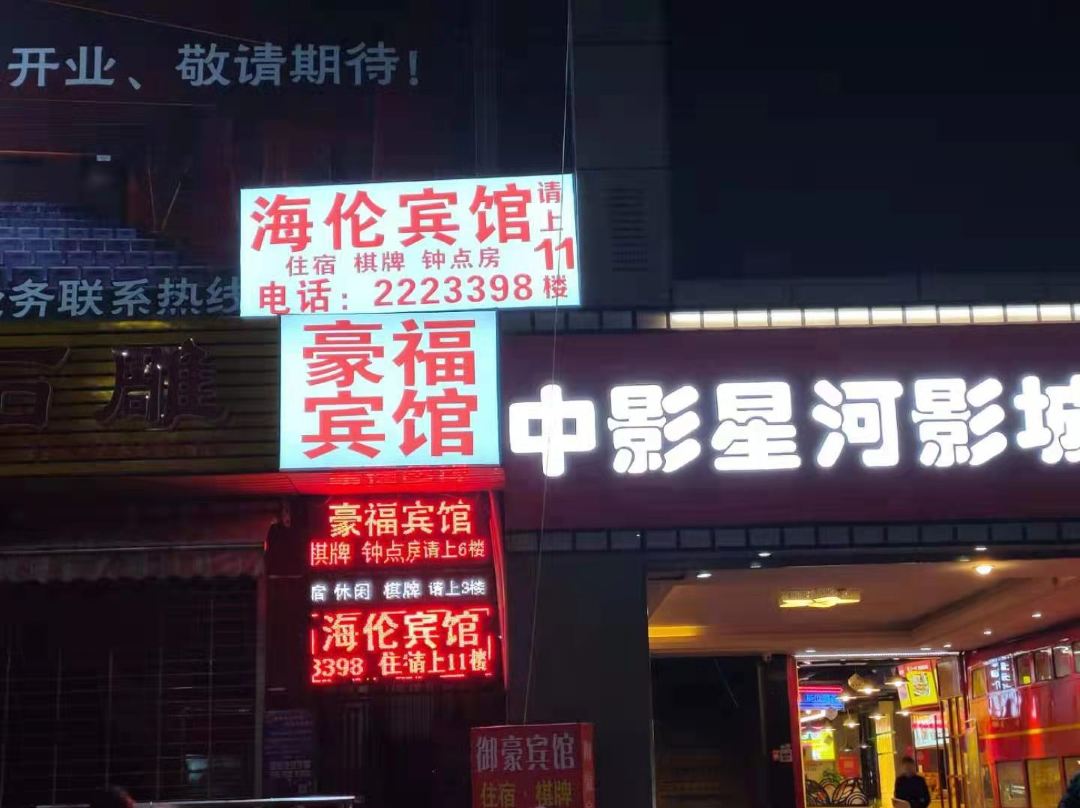 开业、敬请期待!
海伦宾馆
请上11楼
住宿 棋牌 钟点房
电话:2223398
务联系热线
豪福
宾馆
石雕
中影星河影城
豪福宾馆
棋牌 钟点房请上6楼
宿 休闲 棋牌 请上3楼
海伦宾馆
3398 住 请上11楼
御豪宾馆
住宿·棋牌